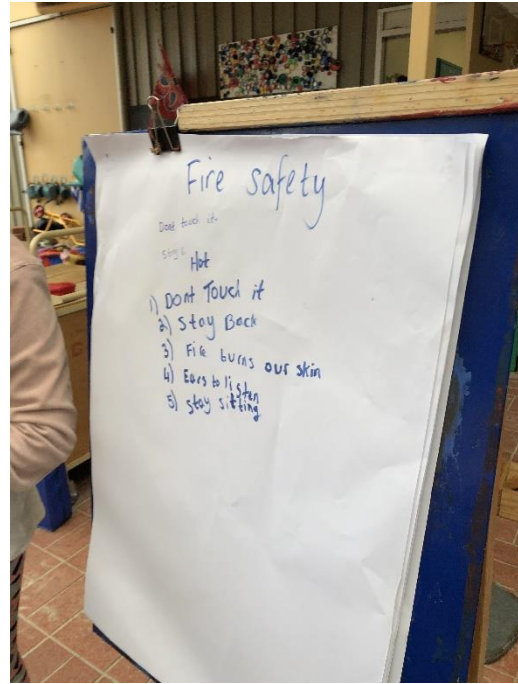 Fire safety
Dont touch it.
Hot
1) Dont Touch it
2) Stay Back
3) Fire burns our skin
4) Ears to listen
5) stay sitting